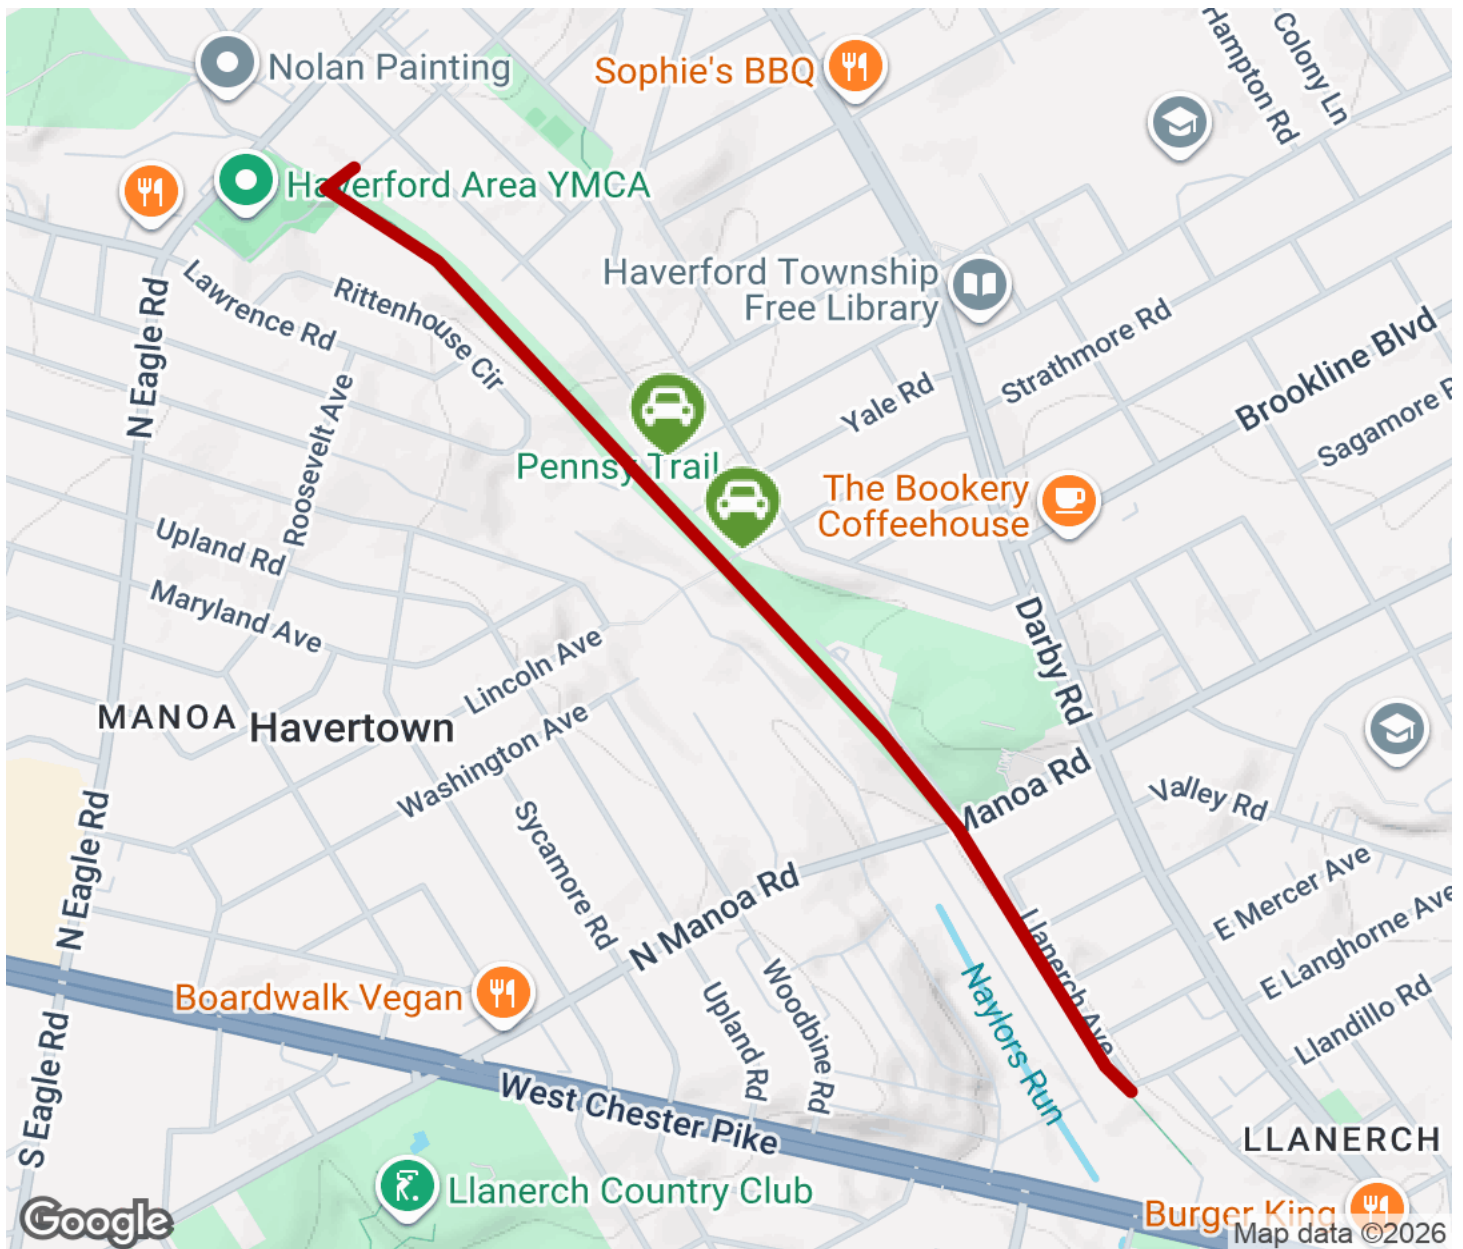 Nolan Painting
Sophie's BBQ
Hampton Rd
Colony Ln
Haverford Area YMCA
Haverford Township
Free Library
Lawrence Rd
Rittenhouse Cir
N Eagle Rd
Roosevelt Ave
Yale Rd
Strathmore Rd
Brookline Blvd
Sagamore R
Pennsy Trail
The Bookery
Coffeehouse
Upland Rd
Maryland Ave
Lincoln Ave
Darby Rd
MANOA
Havertown
Washington Ave
Manoa Rd
Valley Rd
N Eagle Rd
Sycamore Rd
N Manoa Rd
E Mercer Ave
E Langhorne Ave
Llanerch Ave
Llandillo Rd
Boardwalk Vegan
Upland Rd
Woodbine Rd
Naylors Run
S Eagle Rd
West Chester Pike
LLANERCH
Llanerch Country Club
Burger King
Google
Map data ©2026